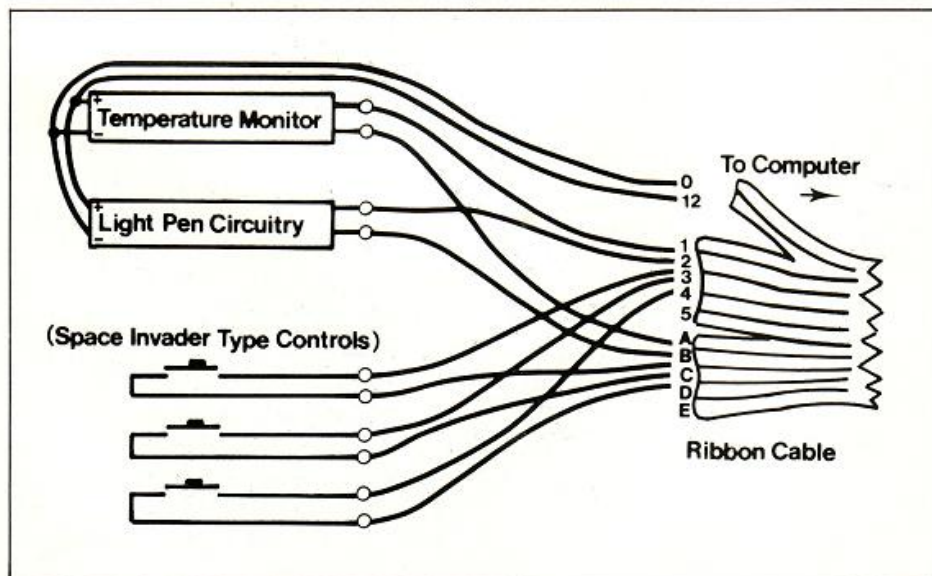 +
Temperature Monitor
-
+
Light Pen Circuitry
-
(Space Invader Type Controls)
To Computer
0
12
1
2
3
4
5
A
B
C
D
E
Ribbon Cable